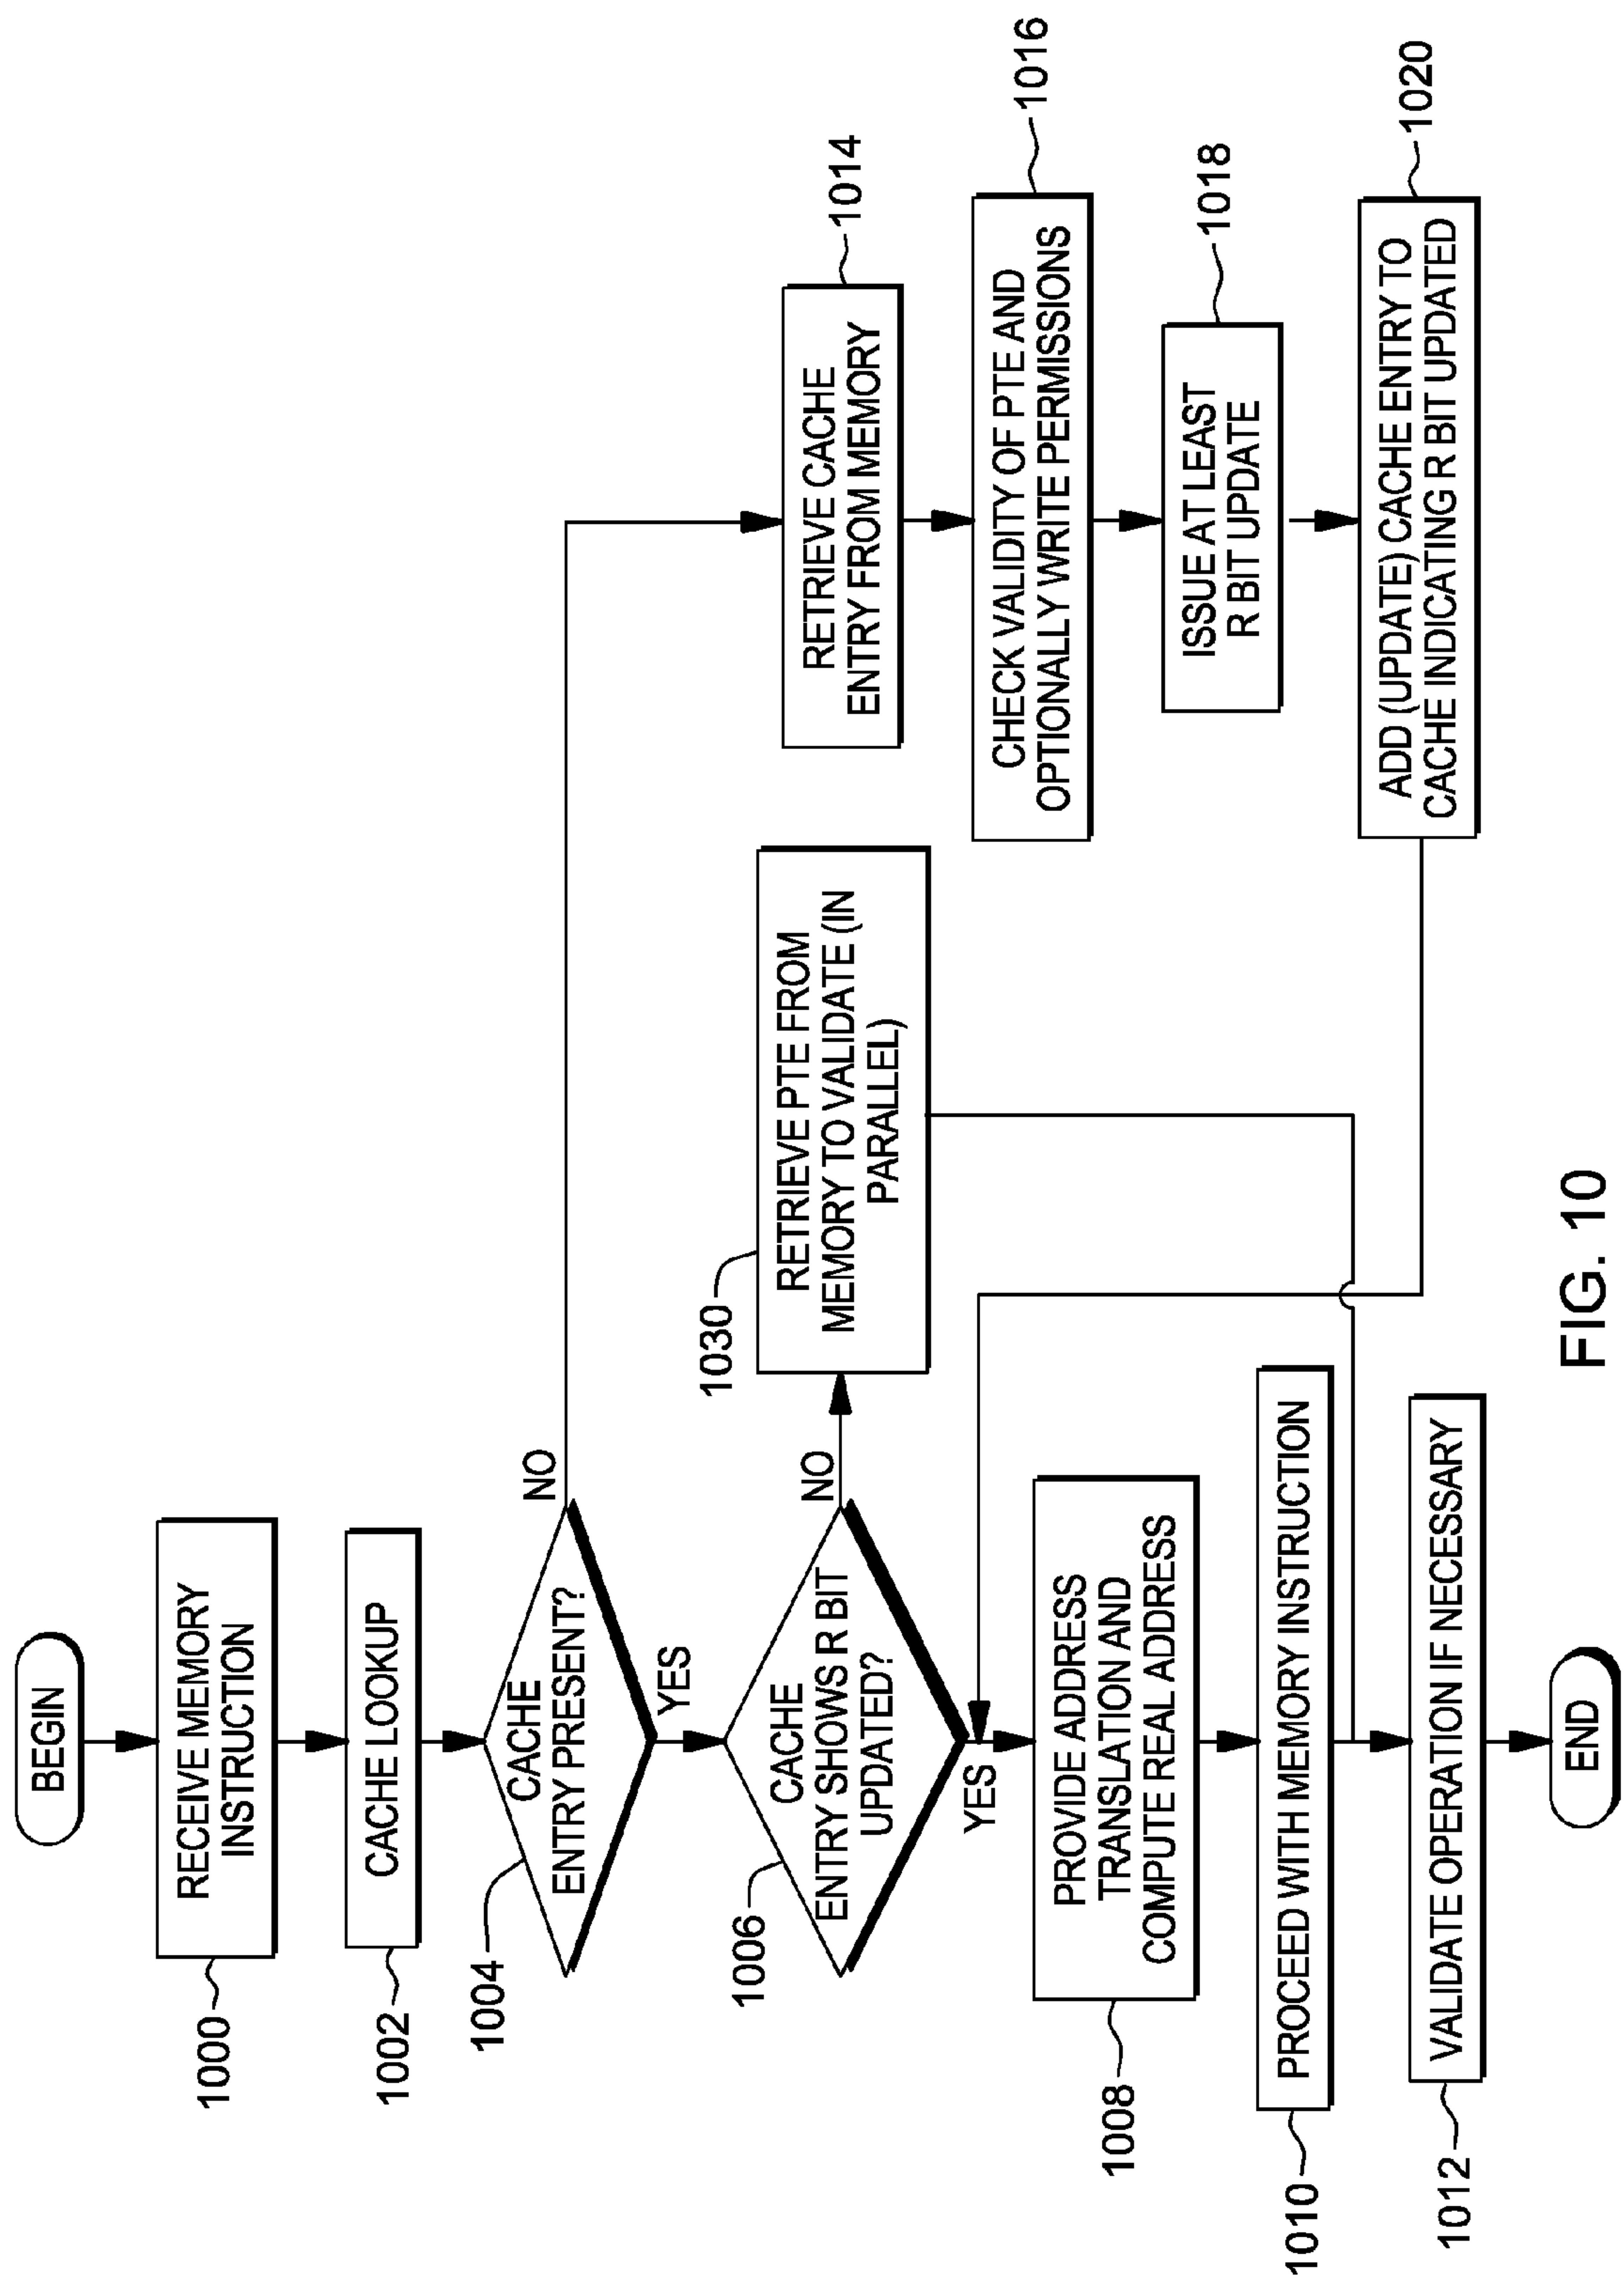 BEGIN
1000
RECEIVE MEMORY
INSTRUCTION
1002
CACHE LOOKUP
1004
CACHE
ENTRY PRESENT?
NO
YES
1006
CACHE
ENTRY SHOWS R BIT
UPDATED?
NO
YES
1030
RETRIEVE PTE FROM
MEMORY TO VALIDATE (IN
PARALLEL)
1008
PROVIDE ADDRESS
TRANSLATION AND
COMPUTE REAL ADDRESS
1010
PROCEED WITH MEMORY INSTRUCTION
1012
VALIDATE OPERATION IF NECESSARY
END
1014
RETRIEVE CACHE
ENTRY FROM MEMORY
1016
CHECK VALIDITY OF PTE AND
OPTIONALLY WRITE PERMISSIONS
1018
ISSUE AT LEAST
R BIT UPDATE
1020
ADD (UPDATE) CACHE ENTRY TO
CACHE INDICATING R BIT UPDATED
FIG. 10